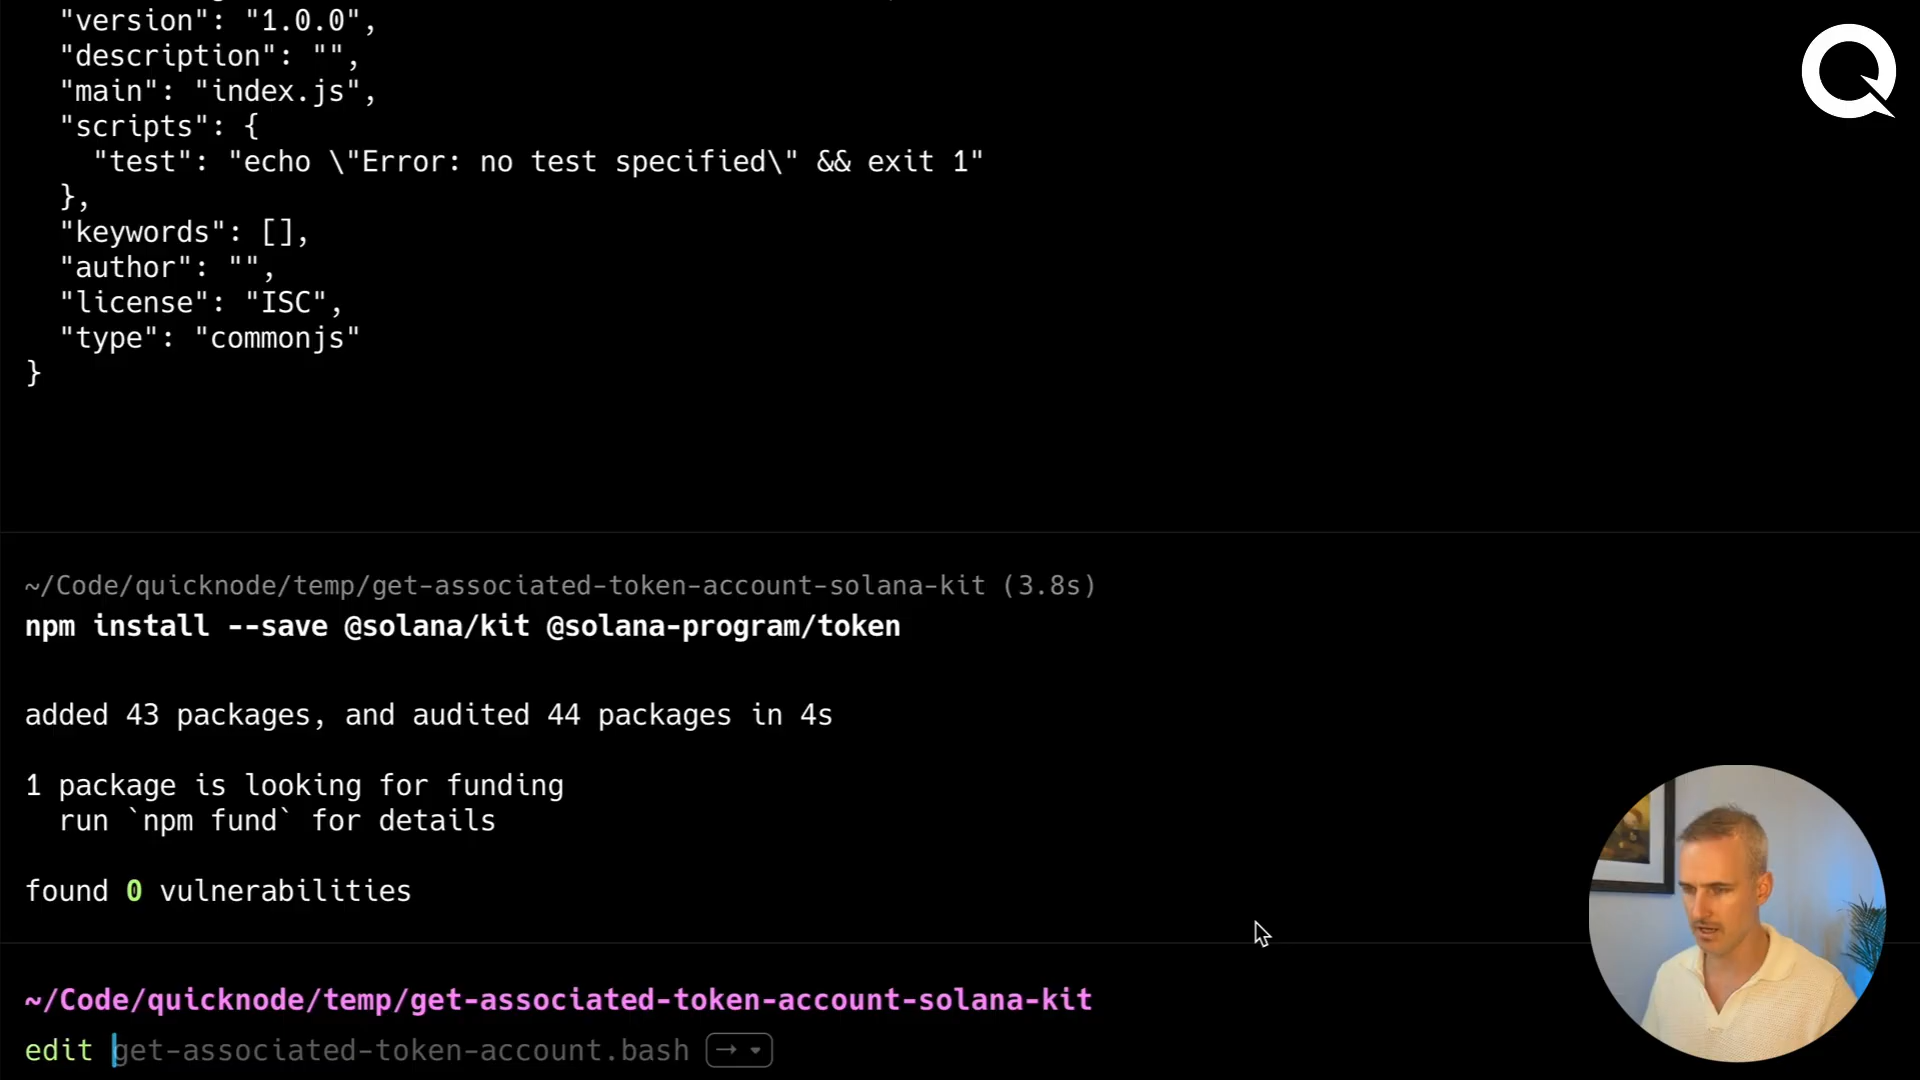 "version": "1.0.0",
"description": "",
"main": "index.js",
"scripts": {
"test": "echo \"Error: no test specified\" && exit 1"
},
"keywords": [],
"author": "",
"license": "ISC",
"type": "commonjs"
}
~/Code/quicknode/temp/get-associated-token-account-solana-kit (3.8s)
npm install --save @solana/kit @solana-program/token
added 43 packages, and audited 44 packages in 4s
1 package is looking for funding
run `npm fund` for details
found 0 vulnerabilities
~/Code/quicknode/temp/get-associated-token-account-solana-kit
edit get-associated-token-account.bash